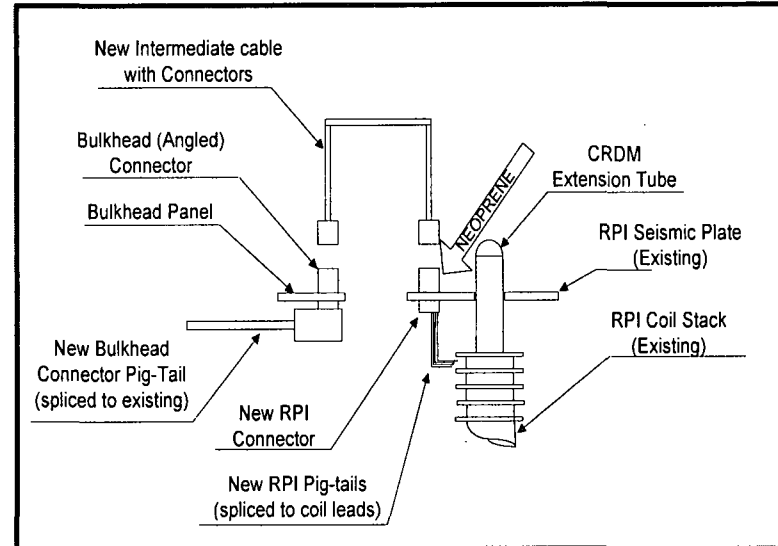 New Intermediate cable
with Connectors
Bulkhead (Angled)
Connector
Bulkhead Panel
NEOPRENE
CRDM
Extension Tube
RPI Seismic Plate
(Existing)
RPI Coil Stack
(Existing)
New Bulkhead
Connector Pig-Tail
(spliced to existing)
New RPI
Connector
New RPI Pig-tails
(spliced to coil leads)